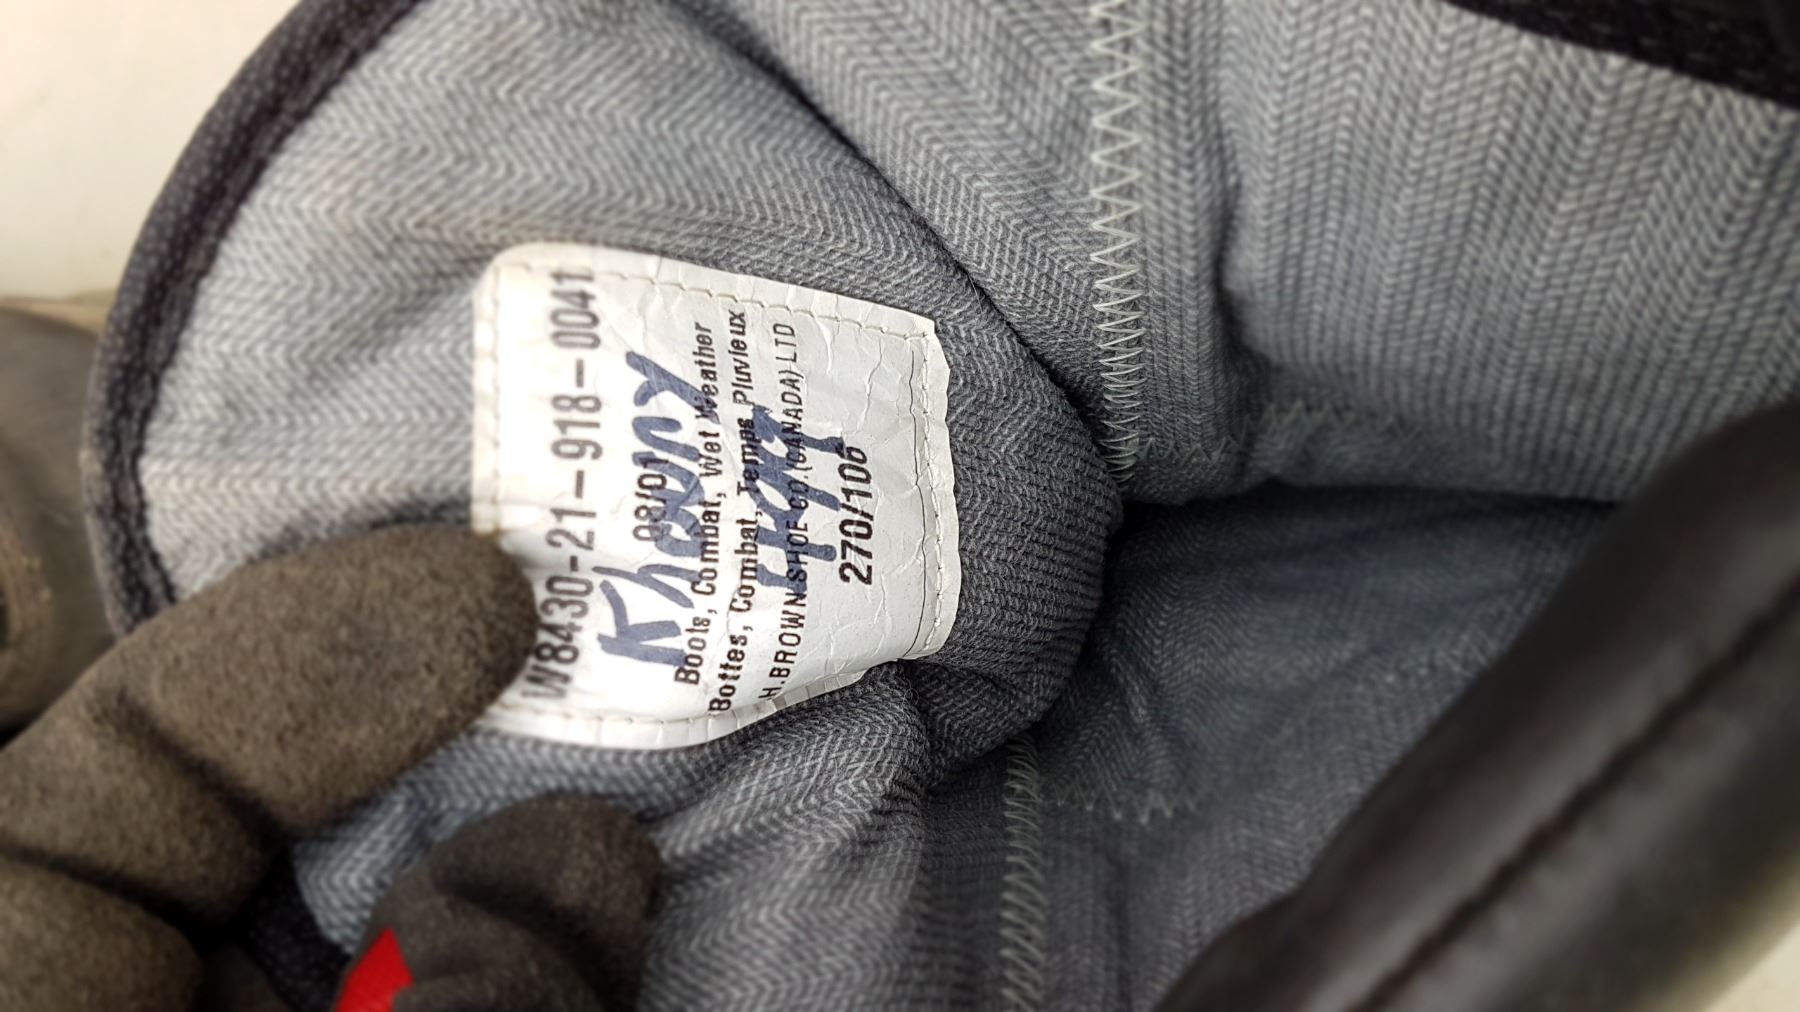 W8430-21-918-0041
98/01
Boots, Combat, Wet Weather
Bottes, Combat, Temps Pluvieux
H.BROWN SHOE CO.(CANADA) LTD
270/106